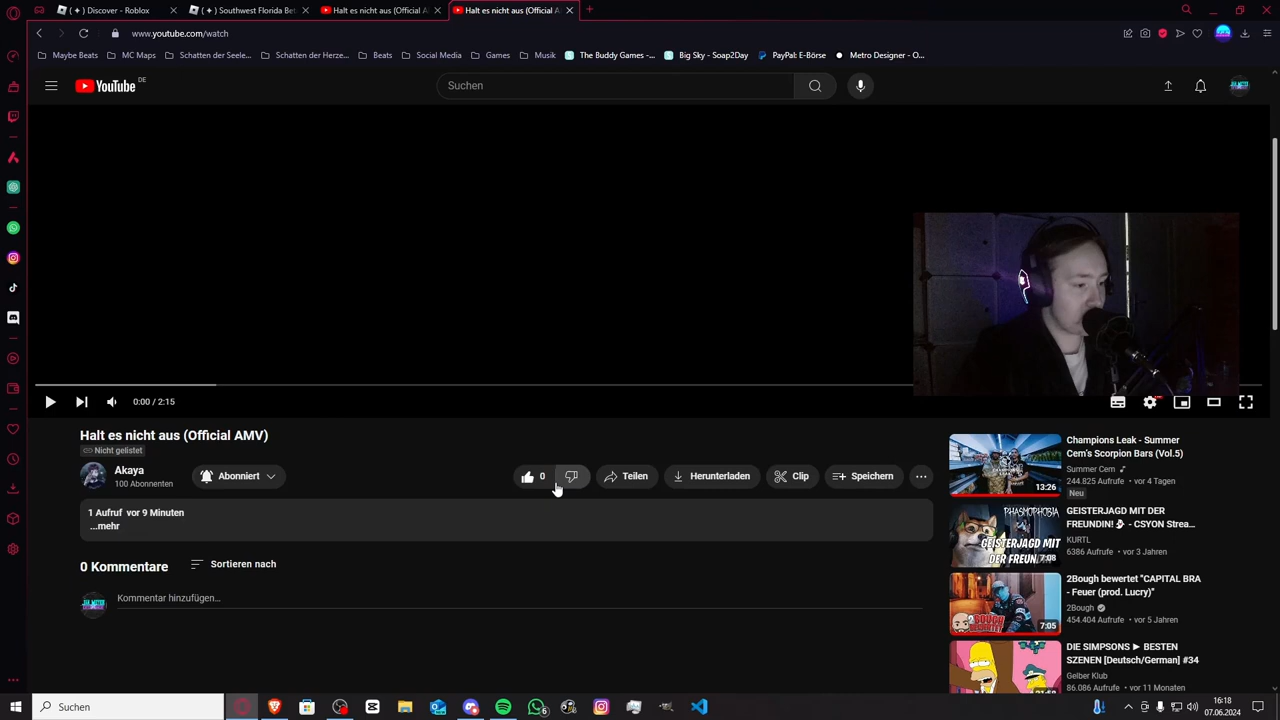 ( + ) Discover - Roblox
( + ) Southwest Florida Bet
Halt es nicht aus (Official A
Halt es nicht aus (Official A
www.youtube.com/watch
Maybe Beats
MC Maps
Schatten der Seele...
Schatten der Herze...
Beats
Social Media
Games
Musik
The Buddy Games -...
Big Sky - Soap2Day
PayPal: E-Börse
Metro Designer - O...
YouTube DE
Suchen
0:00 / 2:15
Halt es nicht aus (Official AMV)
Nicht gelistet
Akaya
100 Abonnenten
Abonniert
0
Teilen
Herunterladen
Clip
Speichern
1 Aufruf vor 9 Minuten
...mehr
0 Kommentare
Sortieren nach
Kommentar hinzufügen...
13:26
Champions Leak - Summer
Cem's Scorpion Bars (Vol.5)
Summer Cem
244.825 Aufrufe • vor 4 Tagen
Neu
PHASMOPHOBIA
GEISTERJAGD MIT
DER FREUN
7:08
GEISTERJAGD MIT DER
FREUNDIN! - CSYON Strea...
KURTL
6386 Aufrufe • vor 3 Jahren
7:05
2Bough bewertet "CAPITAL BRA
- Feuer (prod. Lucry)"
2Bough
454.404 Aufrufe • vor 5 Jahren
DIE SIMPSONS ► BESTEN
SZENEN [Deutsch/German] #34
Gelber Klub
86.086 Aufrufe • vor 11 Monaten
Suchen
6
16:18
07.06.2024